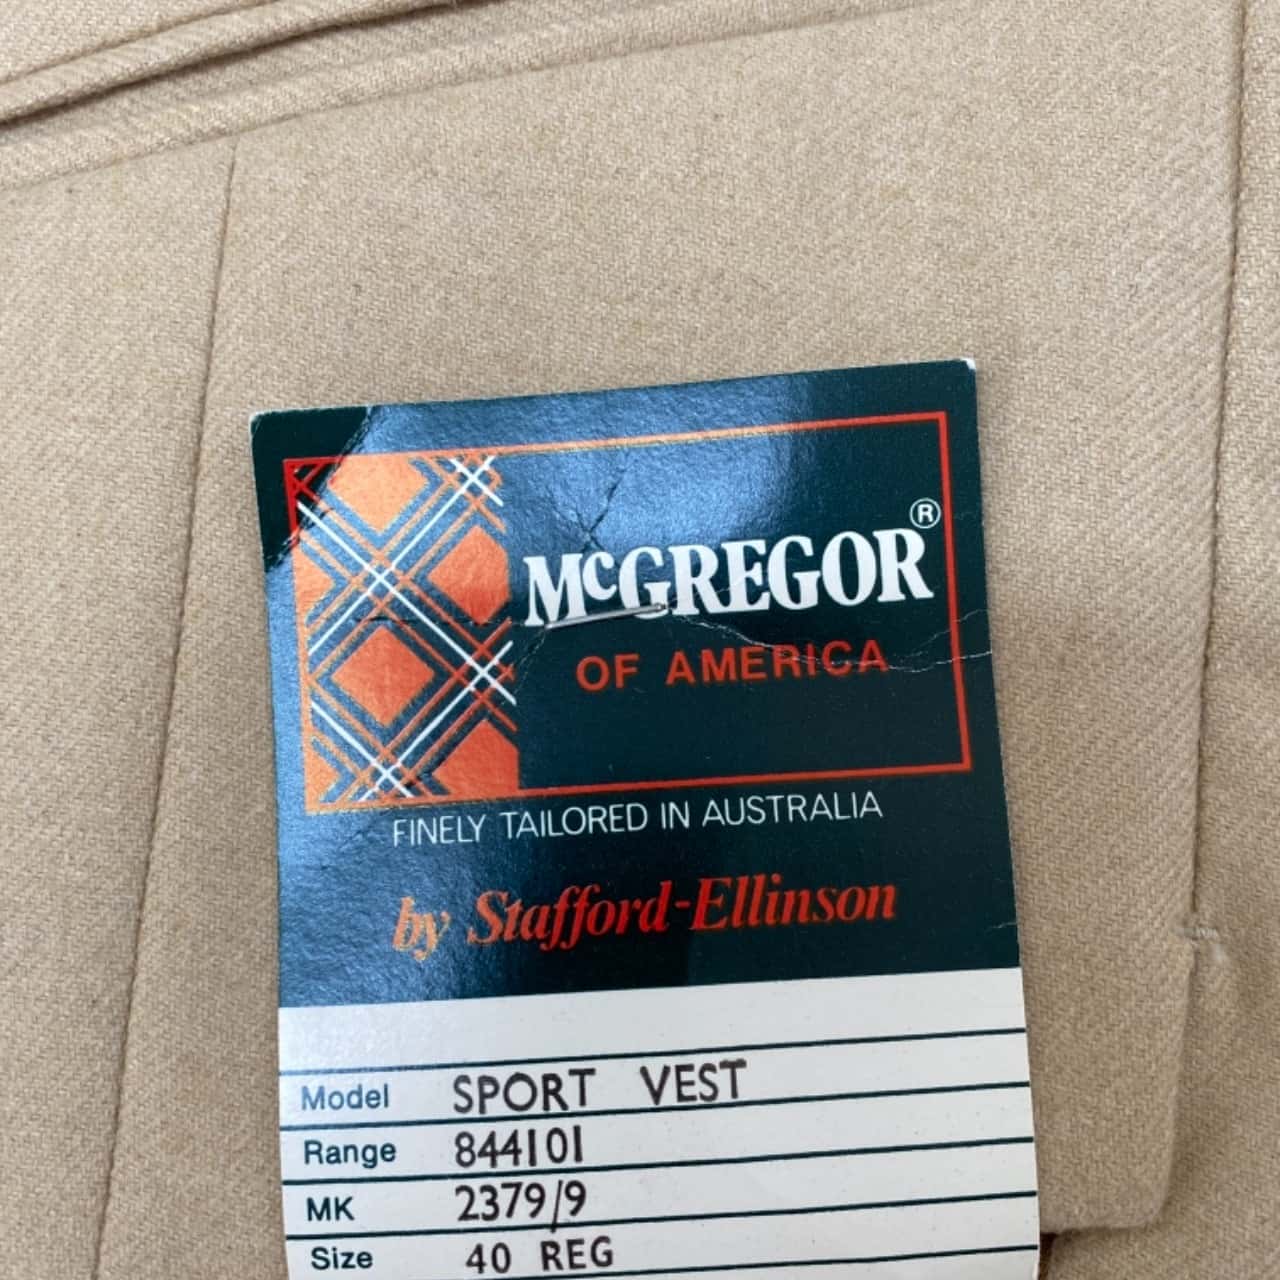 McGREGOR®
OF AMERICA
FINELY TAILORED IN AUSTRALIA
by Stafford-Ellinson
Model SPORT VEST
Range 844101
MK 2379/9
Size 40 REG